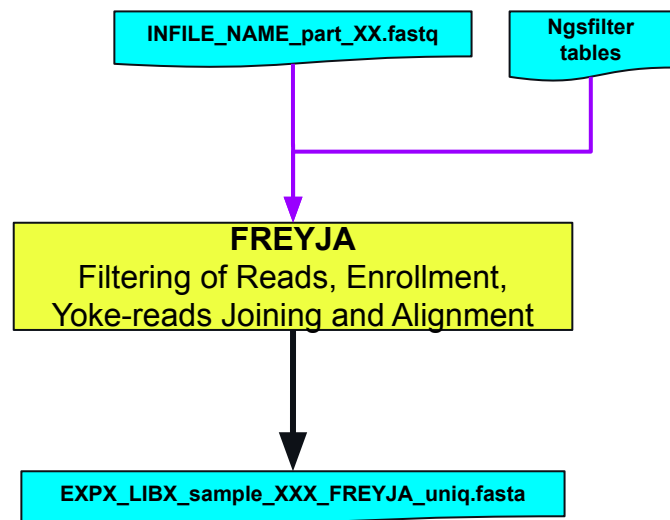 INFILE_NAME_part_XX.fastq
Ngsfilter
tables
FREYJA
Filtering of Reads, Enrollment,
Yoke-reads Joining and Alignment
EXPX_LIBX_sample_XXX_FREYJA_uniq.fasta